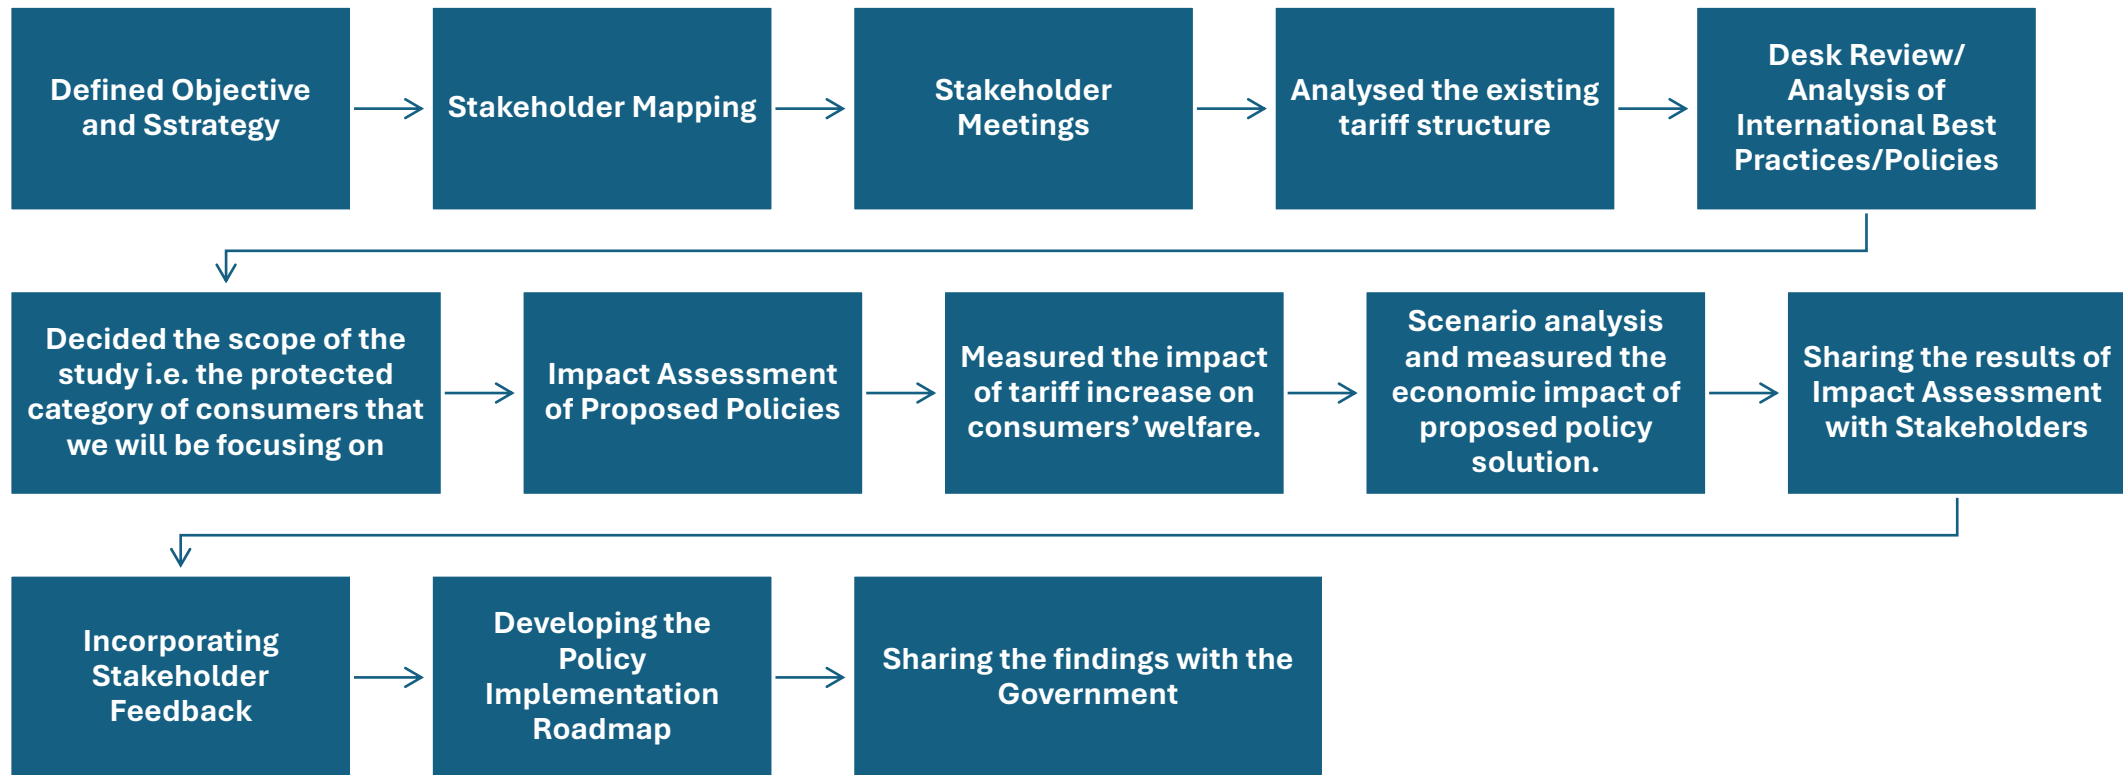 Defined Objective
and Sstrategy
Stakeholder Mapping
Stakeholder
Meetings
Analysed the existing
tariff structure
Desk Review/
Analysis of
International Best
Practices/Policies
Decided the scope of the
study i.e. the protected
category of consumers that
we will be focusing on
Impact Assessment
of Proposed Policies
Measured the impact
of tariff increase on
consumers’ welfare.
Scenario analysis
and measured the
economic impact of
proposed policy
solution.
Sharing the results of
Impact Assessment
with Stakeholders
Incorporating
Stakeholder
Feedback
Developing the
Policy
Implementation
Roadmap
Sharing the findings with the
Government